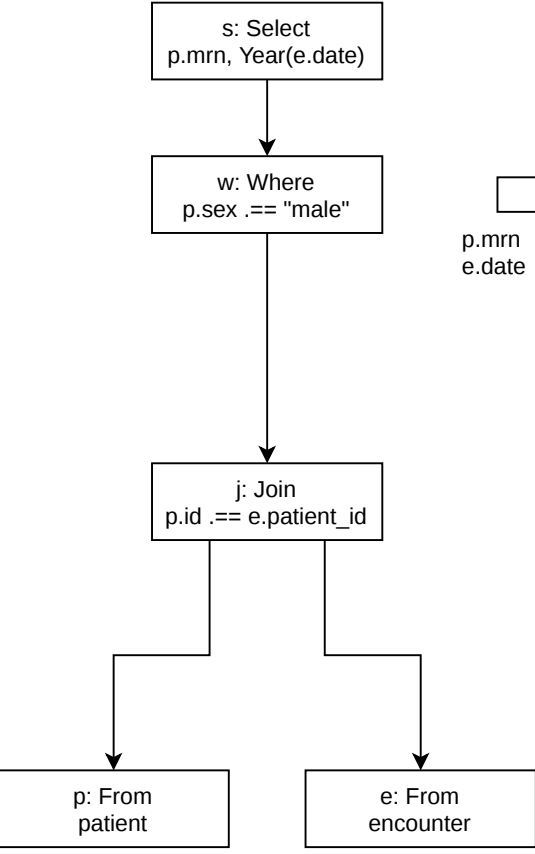 s: Select
p.mrn, Year(e.date)
w: Where
p.sex .== "male"
p.mrn
e.date
j: Join
p.id .== e.patient_id
p: From
patient
e: From
encounter